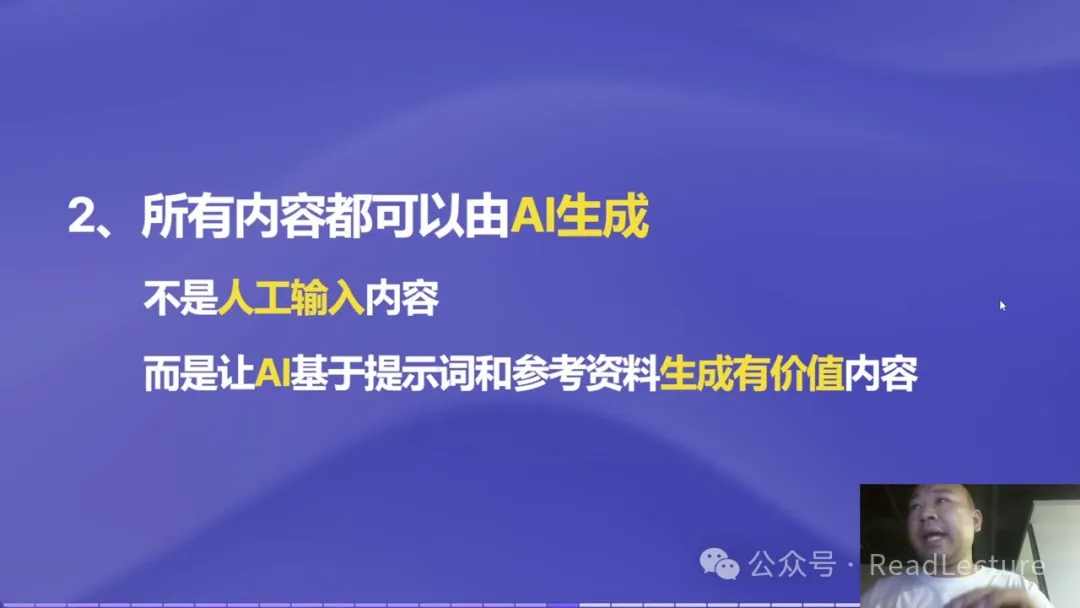 2、所有内容都可以由AI生成
不是人工输入内容
而是让AI基于提示词和参考资料生成有价值内容
公众号 · ReadLecture